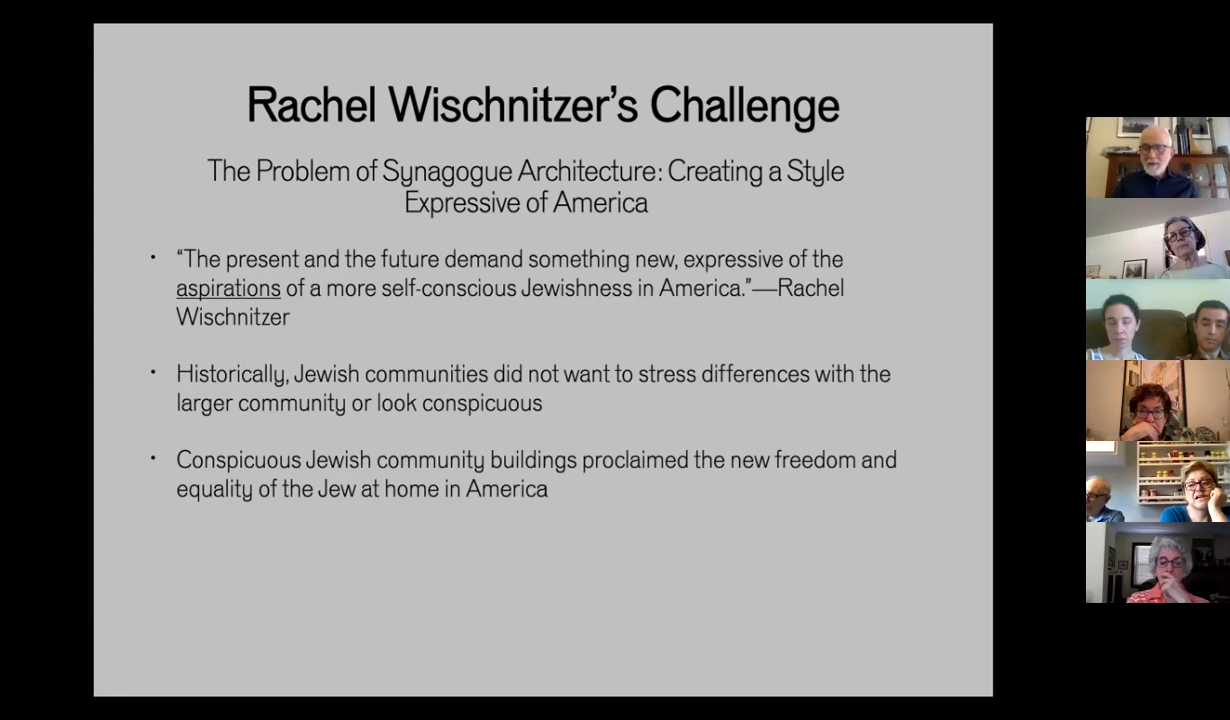 Rachel Wischnitzer’s Challenge
The Problem of Synagogue Architecture: Creating a Style
Expressive of America
• “The present and the future demand something new, expressive of the
aspirations of a more self-conscious Jewishness in America.”—Rachel
Wischnitzer
• Historically, Jewish communities did not want to stress differences with the
larger community or look conspicuous
• Conspicuous Jewish community buildings proclaimed the new freedom and
equality of the Jew at home in America